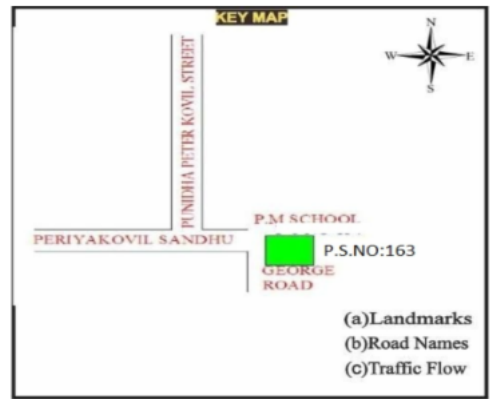 KEY MAP
N
W E
S
PUNIDHA PETER KOVIL STREET
P.M SCHOOL
PERIYAKOVIL SANDHU
P.S.NO:163
GEORGE
ROAD
(a)Landmarks
(b)Road Names
(c)Traffic Flow